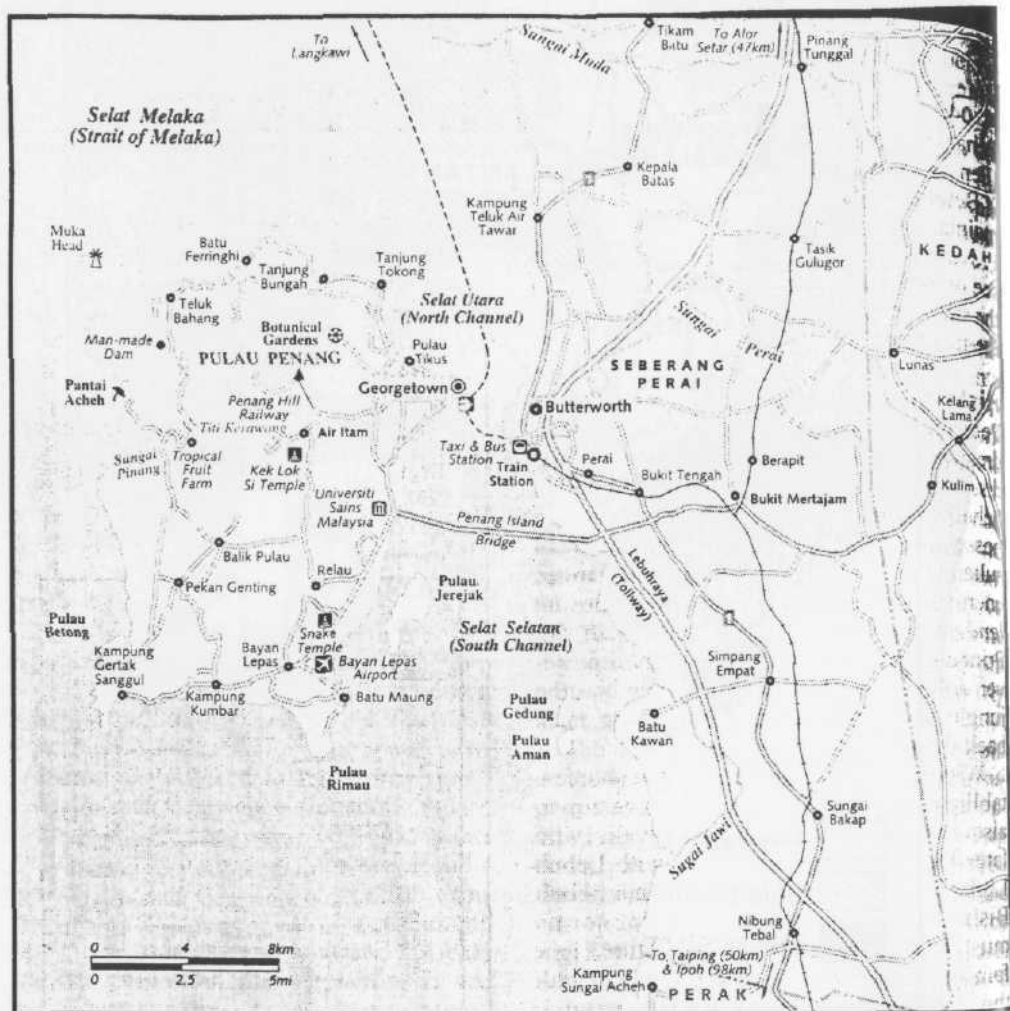 To
Langkawi
Sungai
Muda
Tikam
Batu
To Alor
Setar (47km)
Pinang
Tunggal
Selat Melaka
(Strait of Melaka)
Kepala
Batas
Kampung
Teluk Air
Tawar
Tasik
Gulugor
KEDAH
Muka
Head
Batu
Ferringhi
Tanjung
Bungah
Tanjung
Tokong
Teluk
Bahang
Selat Utara
(North Channel)
Botanical
Gardens
Man-made
Dam
PULAU PENANG
Pulau
Tikus
Sungai
Perai
SEBERANG
PERAI
Lunas
Pantai
Acheh
Georgetown
Penang Hill
Railway
Titi Kerawang
Butterworth
Kelang
Lama
Air Itam
Taxi & Bus
Station
Train
Station
Perai
Bukit Tengah
Berapit
Sungai
Pinang
Tropical
Fruit
Farm
Kek Lok
Si Temple
Universiti
Sains
Malaysia
Bukit Mertajam
Kulim
Penang Island
Bridge
Balik Pulau
Lebuhraya
(Tollway)
Pekan Genting
Relau
Pulau
Jerejak
Pulau
Betong
Snake
Temple
Selat Selatan
(South Channel)
Kampung
Gertak
Sanggul
Bayan
Lepas
Bayan Lepas
Airport
Simpang
Empat
Kampung
Kumbar
Batu Maung
Pulau
Gedung
Batu
Kawan
Pulau
Aman
Pulau
Rimau
Sungai
Bakap
Sugai Jawi
Nibung
Tebal
0 4 8km
0 2.5 5mi
To Taiping (50km)
& Ipoh (98km)
Kampung
Sungai Acheh
PERAK